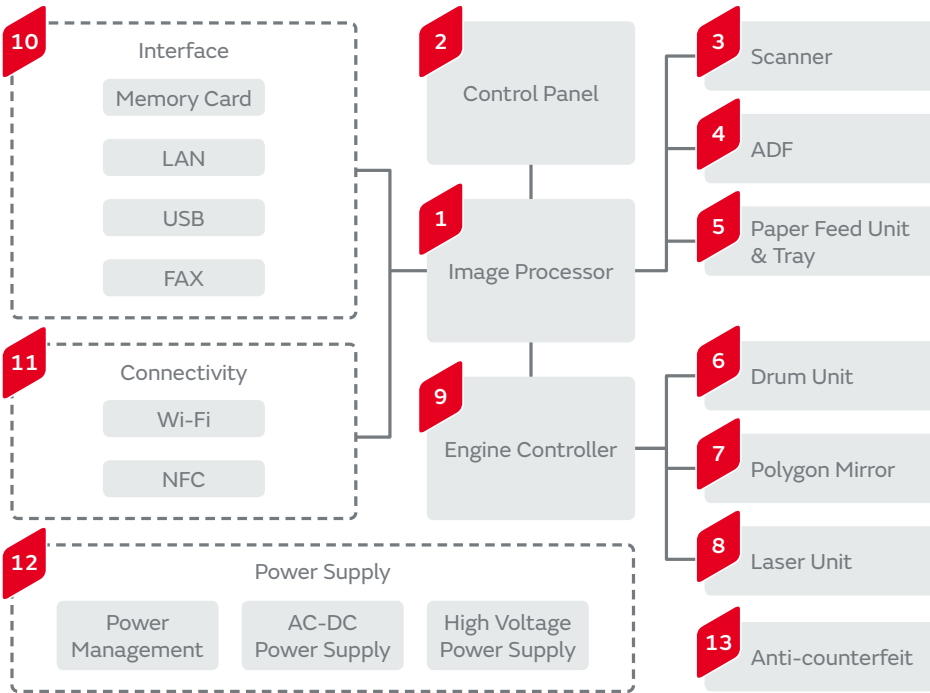 10
Interface
Memory Card
LAN
USB
FAX
11
Connectivity
Wi-Fi
NFC
2
Control Panel
1
Image Processor
9
Engine Controller
3
Scanner
4
ADF
5
Paper Feed Unit
& Tray
6
Drum Unit
7
Polygon Mirror
8
Laser Unit
12
Power Supply
Power
Management
AC-DC
Power Supply
High Voltage
Power Supply
13
Anti-counterfeit